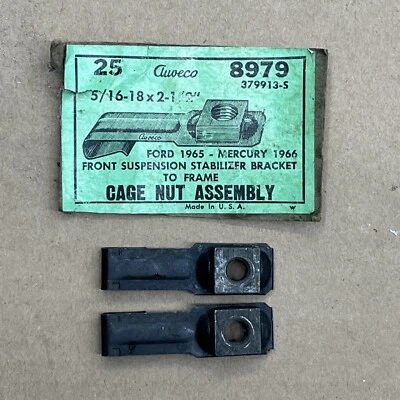 25 Auveco 8979
379913-S
5/16-18 x 2-1/2"
Auveco
FORD 1965 - MERCURY 1966
FRONT SUSPENSION STABILIZER BRACKET
TO FRAME
CAGE NUT ASSEMBLY
Made in U.S.A.
W